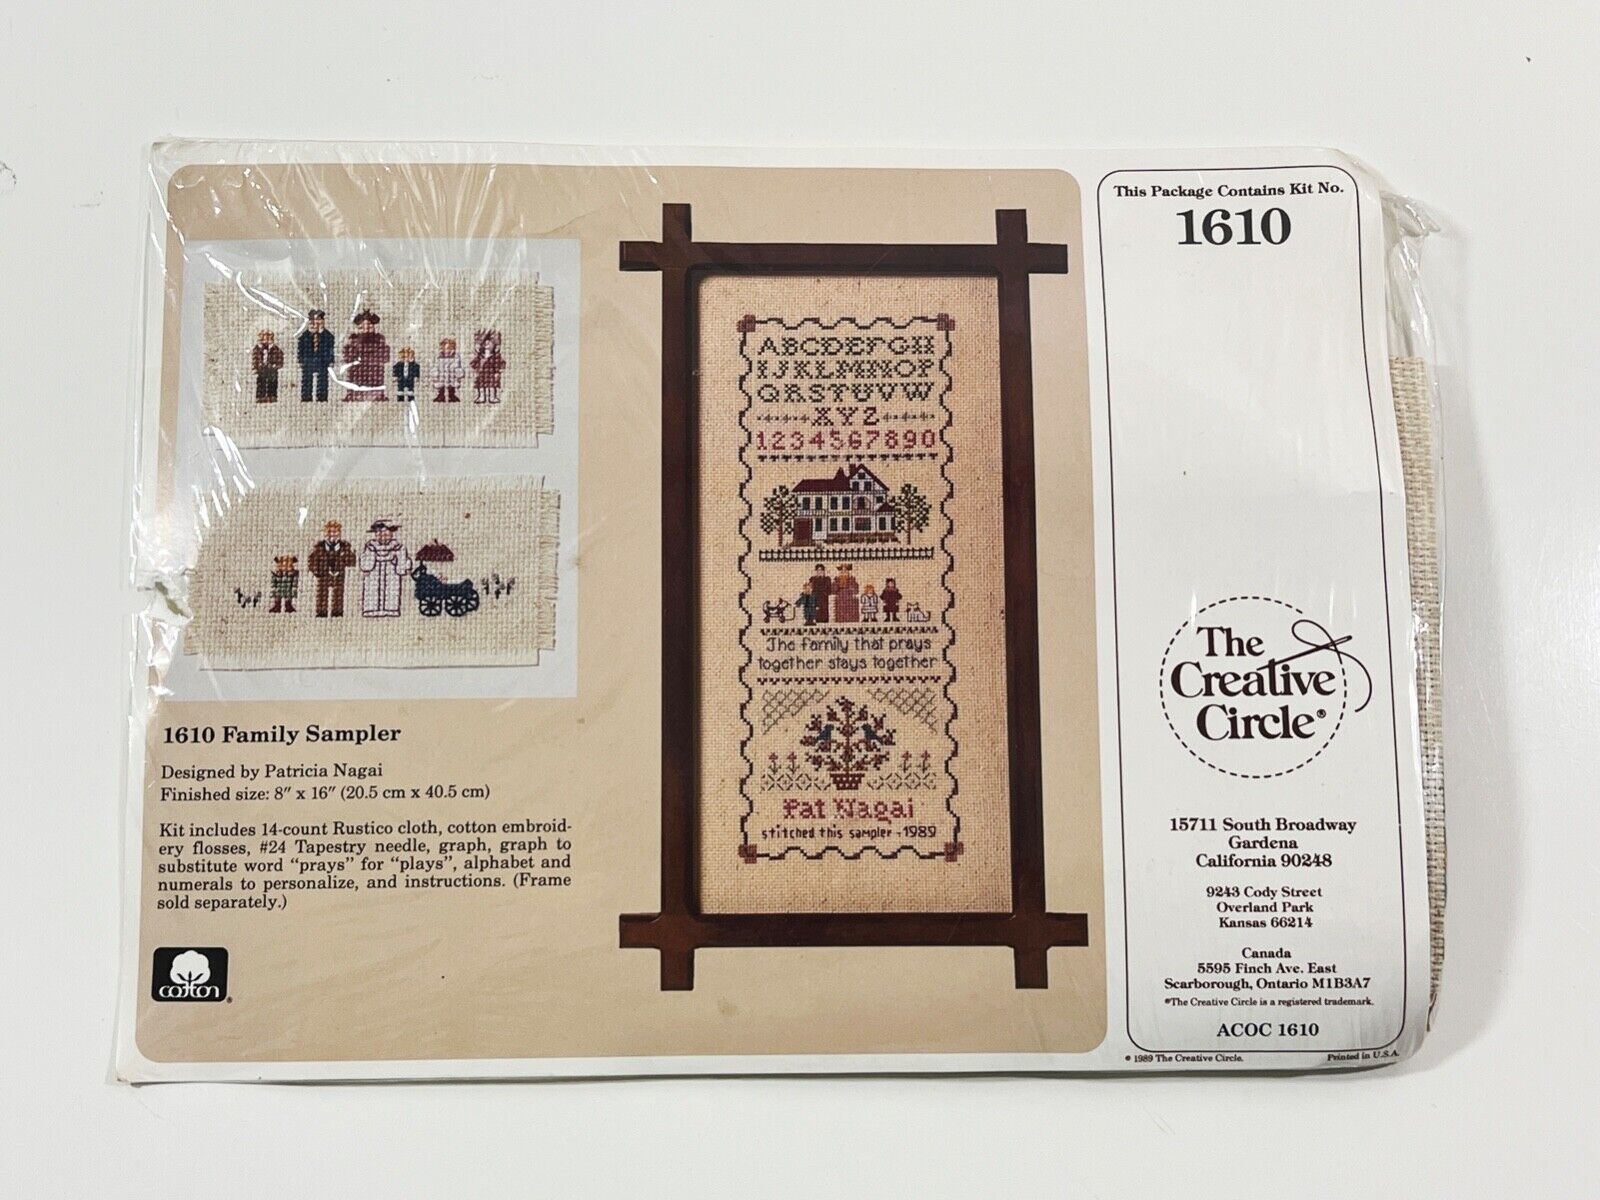 1610 Family Sampler
Designed by Patricia Nagai
Finished size: 8" x 16" (20.5 cm x 40.5 cm)
Kit includes 14-count Rustico cloth, cotton embroid-
ery flosses, #24 Tapestry needle, graph, graph to
substitute word "prays" for "plays", alphabet and
numerals to personalize, and instructions. (Frame
sold separately.)
cotton®
ABCDEFGH
IJKLMNOP
QRSTUVW
XYZ
1234567890
The family that prays
together stays together
Pat Nagai
stitched this sampler - 1989
This Package Contains Kit No.
1610
The
Creative
Circle®
15711 South Broadway
Gardena
California 90248
9243 Cody Street
Overland Park
Kansas 66214
Canada
5595 Finch Ave. East
Scarborough, Ontario M1B3A7
®The Creative Circle is a registered trademark.
ACOC 1610
© 1989 The Creative Circle.
Printed in U.S.A.